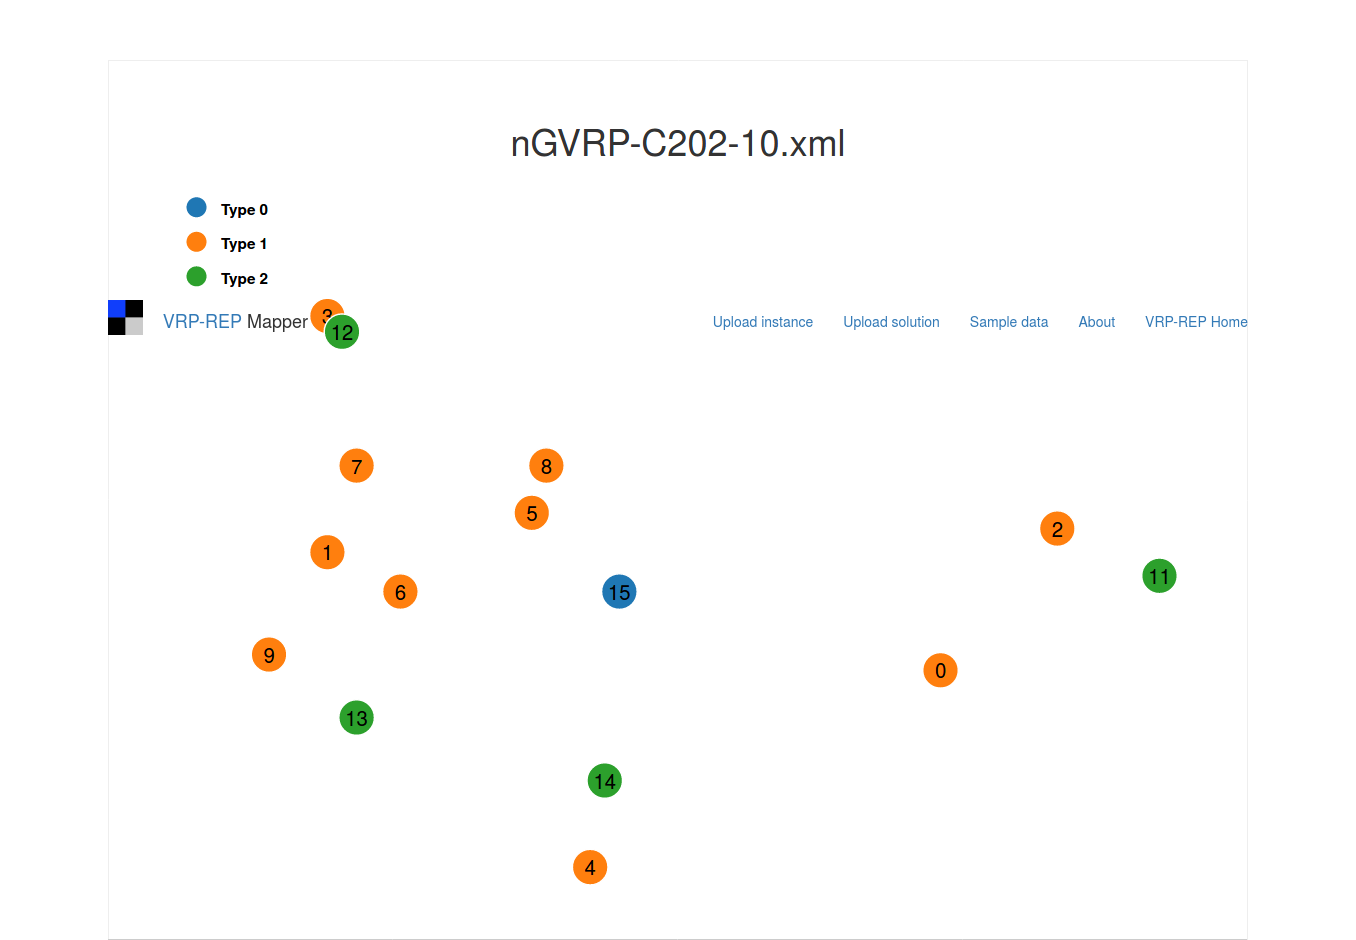 nGVRP-C202-10.xml
Type 0
Type 1
Type 2
VRP-REP Mapper
3
12
Upload instance
Upload solution
Sample data
About
VRP-REP Home
7
8
5
2
1
11
6
15
9
0
13
14
4